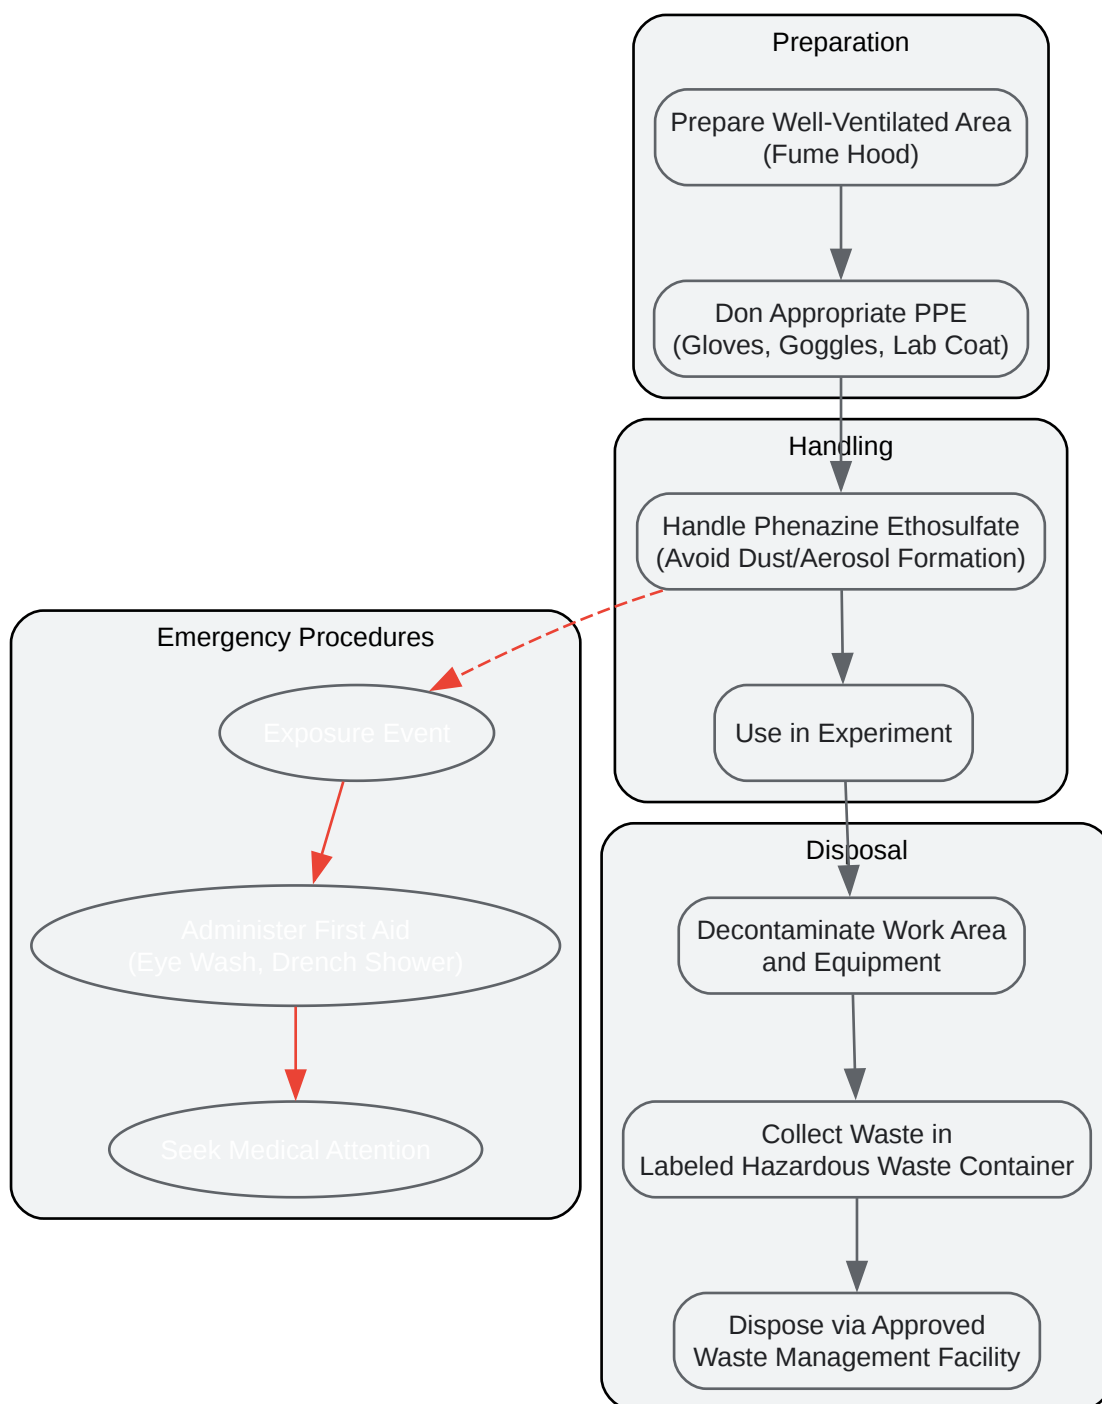 Preparation
Prepare Well-Ventilated Area
(Fume Hood)
Don Appropriate PPE
(Gloves, Goggles, Lab Coat)
Handling
Handle Phenazine Ethosulfate
(Avoid Dust/Aerosol Formation)
Use in Experiment
Emergency Procedures
Exposure Event
Administer First Aid
(Eye Wash, Drench Shower)
Seek Medical Attention
Disposal
Decontaminate Work Area
and Equipment
Collect Waste in
Labeled Hazardous Waste Container
Dispose via Approved
Waste Management Facility